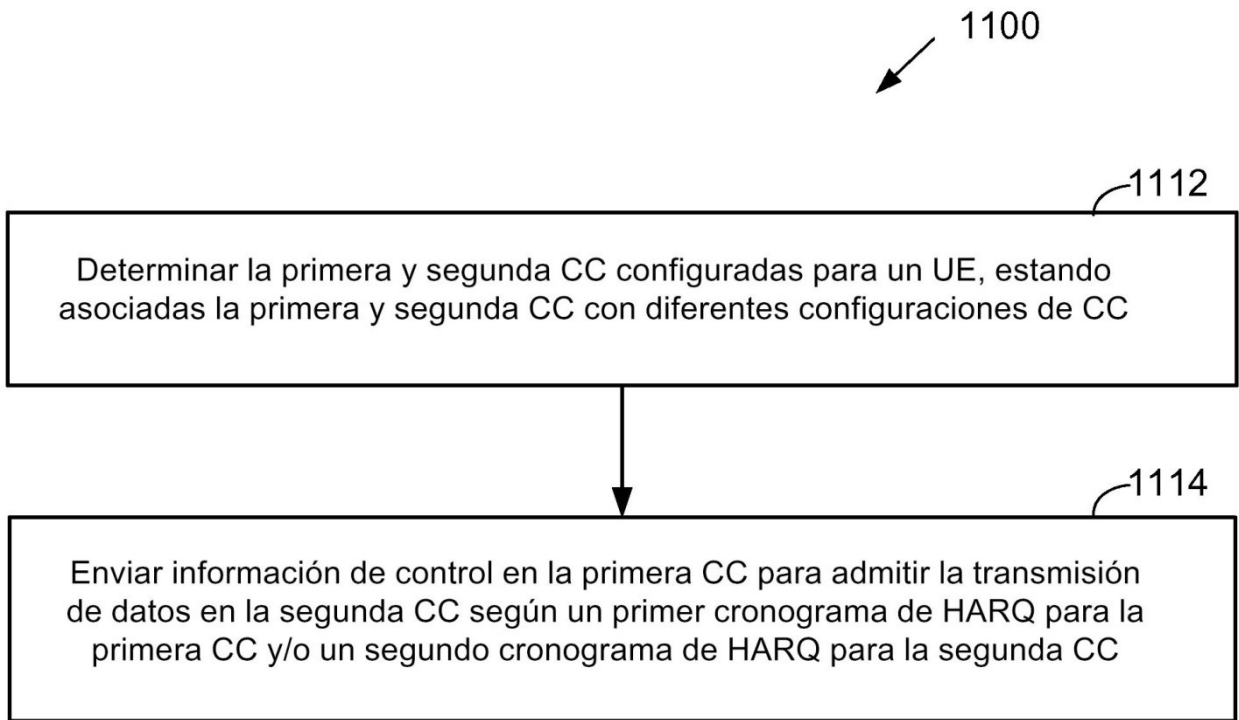 1100
1112
Determinar la primera y segunda CC configuradas para un UE, estando
asociadas la primera y segunda CC con diferentes configuraciones de CC
1114
Enviar información de control en la primera CC para admitir la transmisión
de datos en la segunda CC según un primer cronograma de HARQ para la
primera CC y/o un segundo cronograma de HARQ para la segunda CC